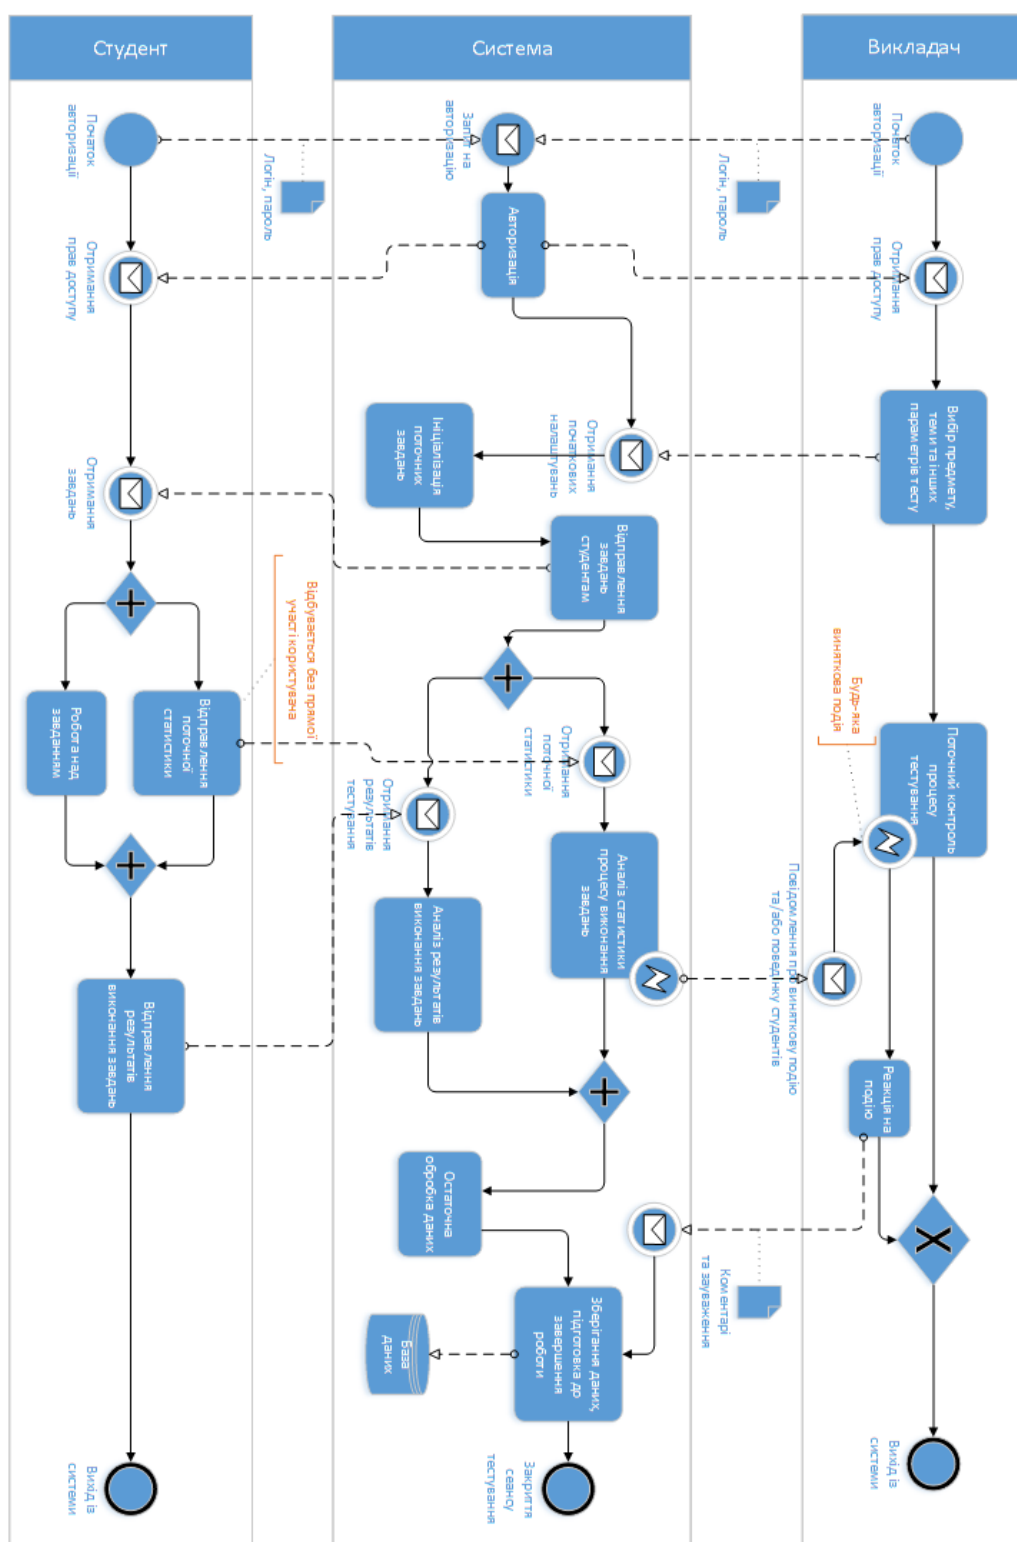 Студент
Система
Викладач
Початок
авторизації
Запит на
авторизацію
Початок
авторизації
Логін, пароль
Логін, пароль
Авторизація
Отримання
прав доступу
Отримання
прав доступу
Вибір предмету,
теми та інших
параметрів тесту
Отримання
початкових
налаштувань
Ініціалізація
поточних
завдань
Отримання
завдань
Відправлення
завдань
студентам
Відбувається без прямої
участі користувача
Будь-яка
виняткова подія
Робота над
завданням
Відправлення
поточної
статистики
Отримання
поточної
статистики
Отримання
результатів
тестування
Поточний контроль
процесу
тестування
Аналіз статистики
процесу виконання
завдань
Аналіз результатів
виконання завдань
Повідомлення про виняткову подію
та/або поведінку студентів
Відправлення
результатів
виконання завдань
Реакція на
подію
Остаточна
обробка даних
Коментарі
та зауваження
Зберігання даних,
підготовка до
завершення
роботи
База
даних
Вихід із
системи
Закриття
сеансу
тестування
Вихід із
системи